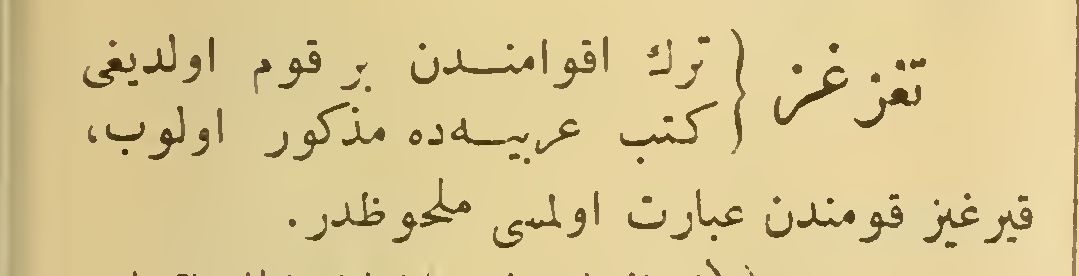 تغزغز { ترك اقوامندن بر قوم اولديغى
كتب عربيه‌ده مذكور اولوب،
قيرغيز قومندن عبارت اولمسى ملحوظدر.